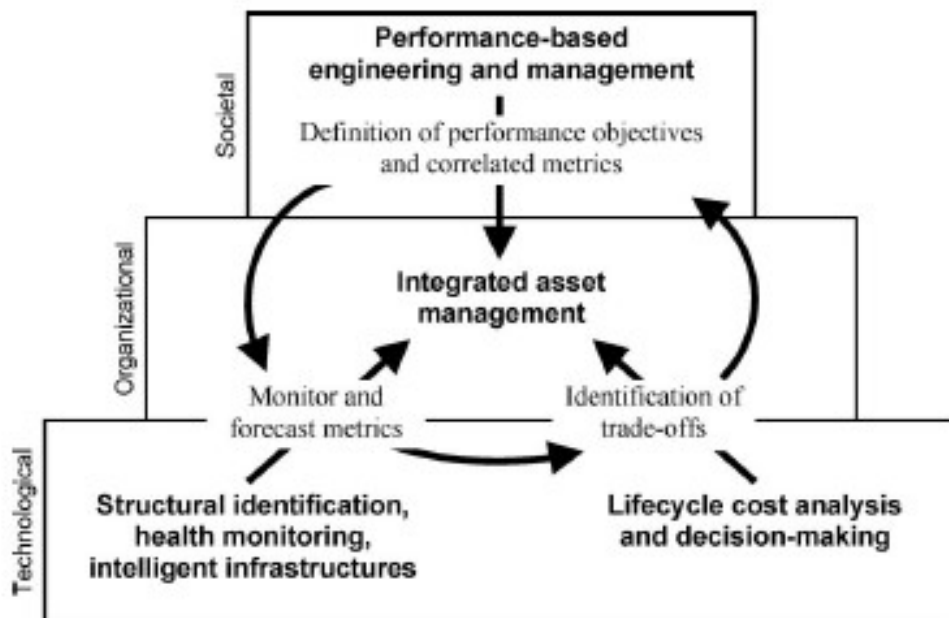 Societal
Performance-based
engineering and management
Definition of performance objectives
and correlated metrics
Organizational
Integrated asset
management
Monitor and
forecast metrics
Identification of
trade-offs
Technological
Structural identification,
health monitoring,
intelligent infrastructures
Lifecycle cost analysis
and decision-making